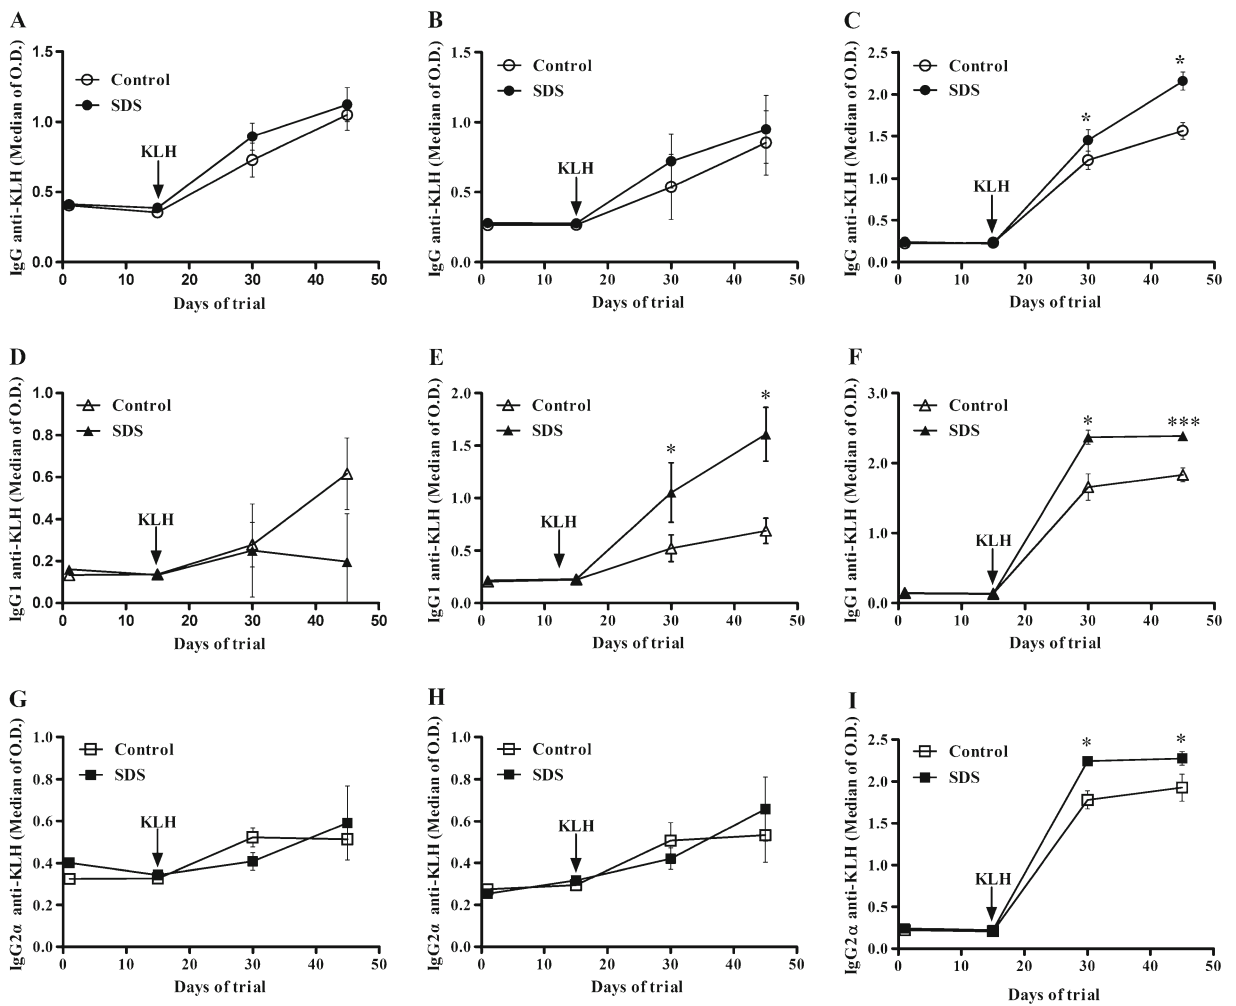 A
IgG anti-KLH (Median of O.D.)
1.5
1.0
0.5
0.0
Control
SDS
KLH
0 10 20 30 40 50
Days of trial
B
IgG anti-KLH (Median of O.D.)
1.5
1.0
0.5
0.0
Control
SDS
KLH
0 10 20 30 40 50
Days of trial
C
IgG anti-KLH (Median of O.D.)
2.5
2.0
1.5
1.0
0.5
0.0
Control
SDS
*
*
KLH
0 10 20 30 40 50
Days of trial
D
IgG1 anti-KLH (Median of O.D.)
1.0
0.8
0.6
0.4
0.2
0.0
Control
SDS
KLH
0 10 20 30 40 50
Days of trial
E
IgG1 anti-KLH (Median of O.D.)
2.0
1.5
1.0
0.5
0.0
Control
SDS
*
*
KLH
0 10 20 30 40 50
Days of trial
F
IgG1 anti-KLH (Median of O.D.)
3.0
2.0
1.0
0.0
Control
SDS
*
***
KLH
0 10 20 30 40 50
Days of trial
G
IgG2α anti-KLH (Median of O.D.)
1.0
0.8
0.6
0.4
0.2
0.0
Control
SDS
KLH
0 10 20 30 40 50
Days of trial
H
IgG2α anti-KLH (Median of O.D.)
1.0
0.8
0.6
0.4
0.2
0.0
Control
SDS
KLH
0 10 20 30 40 50
Days of trial
I
IgG2α anti-KLH (Median of O.D.)
2.5
2.0
1.5
1.0
0.5
0.0
Control
SDS
*
*
KLH
0 10 20 30 40 50
Days of trial